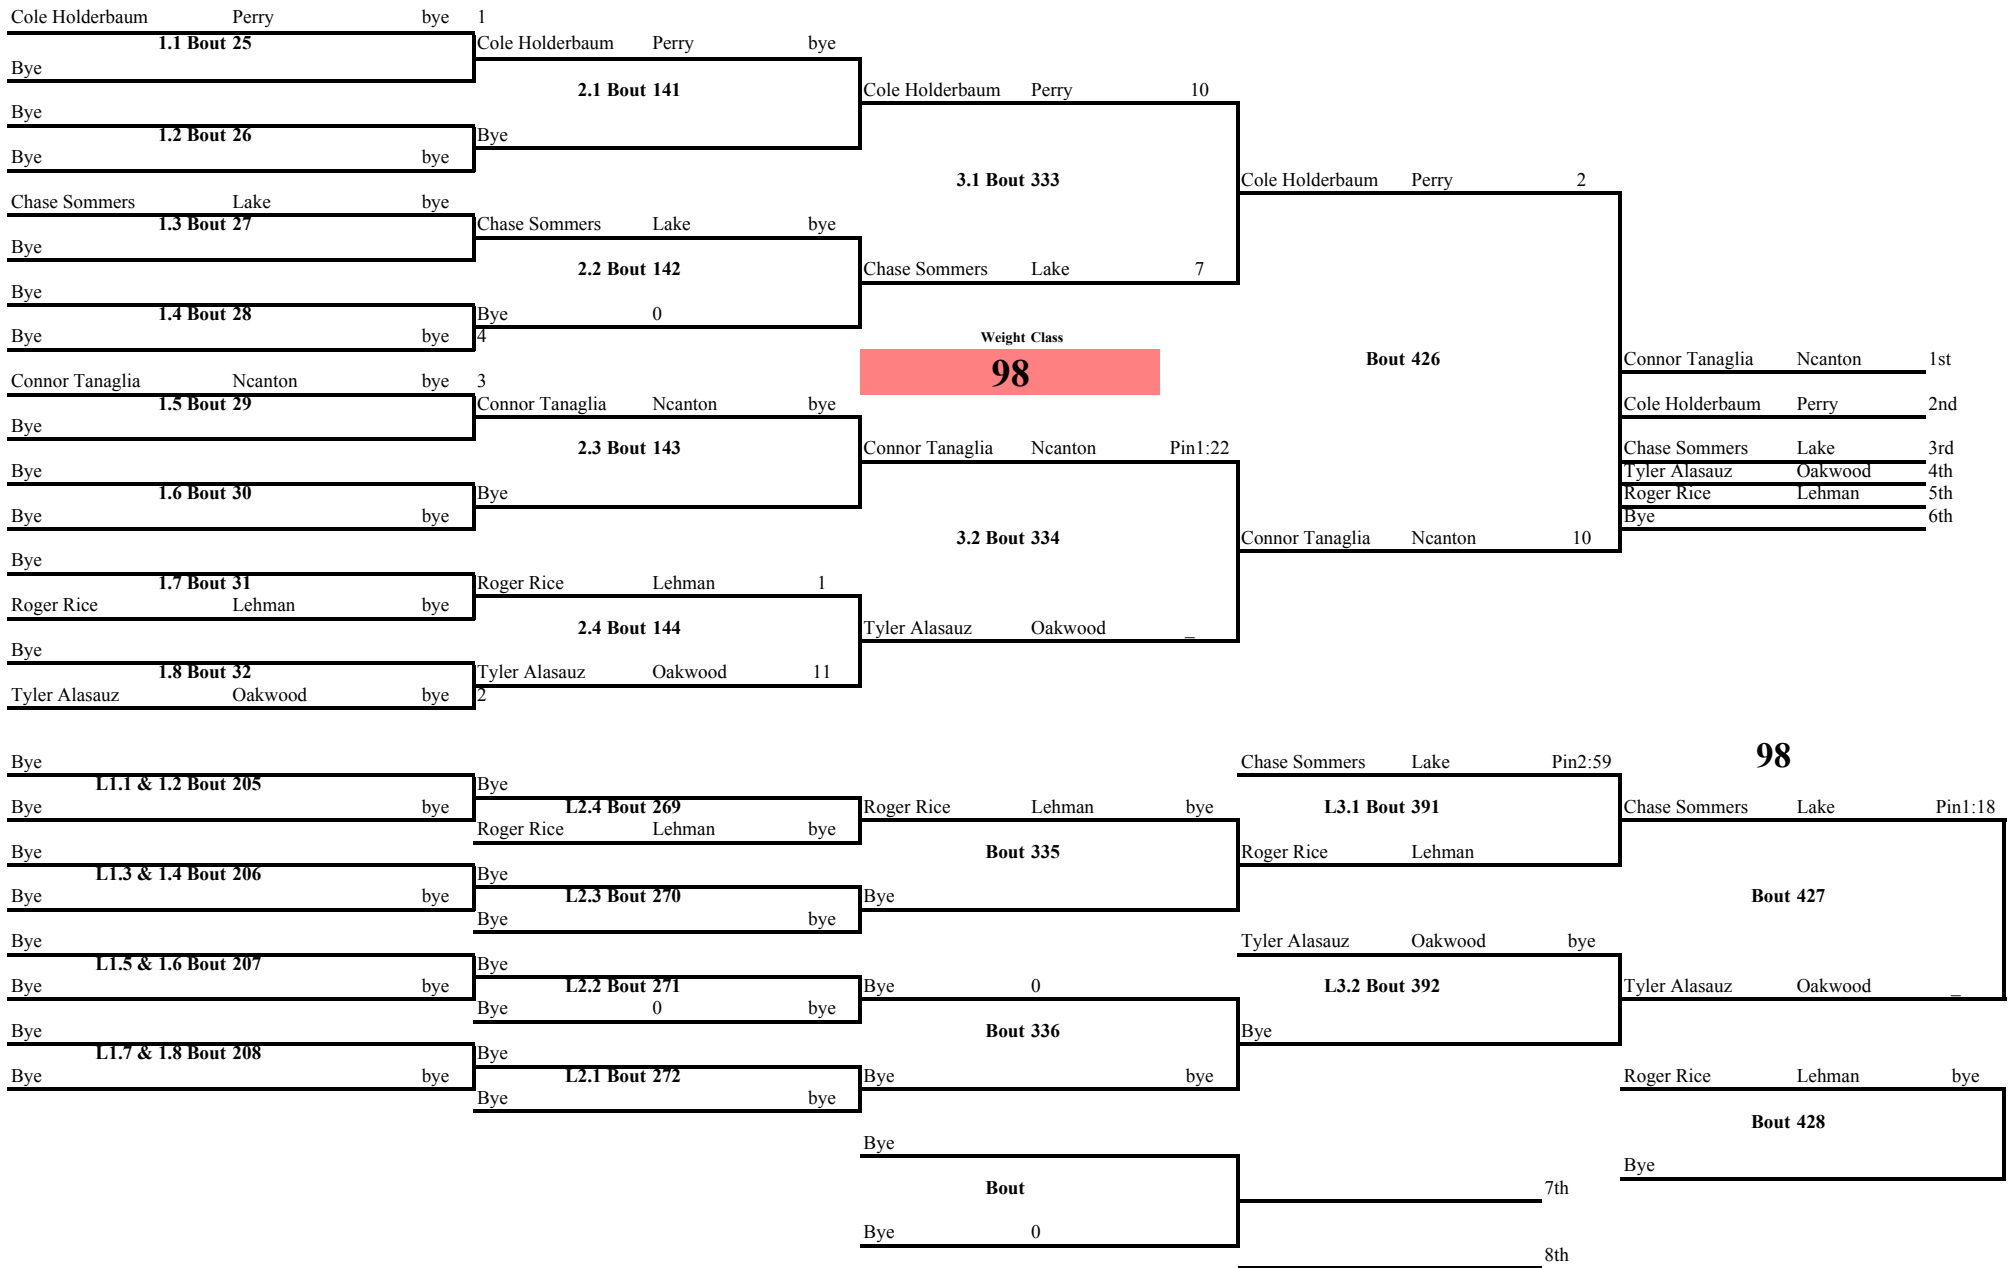 Cole Holderbaum Perry bye 1
1.1 Bout 25 Cole Holderbaum Perry bye
Bye
2.1 Bout 141 Cole Holderbaum Perry 10
Bye
1.2 Bout 26 Bye
Bye bye
3.1 Bout 333 Cole Holderbaum Perry 2
Chase Sommers Lake bye
1.3 Bout 27 Chase Sommers Lake bye
Bye
2.2 Bout 142 Chase Sommers Lake 7
Bye
1.4 Bout 28 Bye 0
Bye bye 4 Weight Class
Bout 426 Connor Tanaglia Ncanton 1st
98
Connor Tanaglia Ncanton bye 3
1.5 Bout 29 Connor Tanaglia Ncanton bye Cole Holderbaum Perry 2nd
Bye
2.3 Bout 143 Connor Tanaglia Ncanton Pin1:22 Chase Sommers Lake 3rd
Bye Tyler Alasauz Oakwood 4th
1.6 Bout 30 Bye Roger Rice Lehman 5th
Bye bye Bye 6th
3.2 Bout 334 Connor Tanaglia Ncanton 10
Bye
1.7 Bout 31 Roger Rice Lehman 1
Roger Rice Lehman bye
2.4 Bout 144 Tyler Alasauz Oakwood _
Bye
1.8 Bout 32 Tyler Alasauz Oakwood 11
Tyler Alasauz Oakwood bye 2
Bye Chase Sommers Lake Pin2:59 98
L1.1 & 1.2 Bout 205 Bye
Bye bye L2.4 Bout 269 Roger Rice Lehman bye L3.1 Bout 391 Chase Sommers Lake Pin1:18
Roger Rice Lehman bye
Bye Bout 335 Roger Rice Lehman
L1.3 & 1.4 Bout 206 Bye
Bye bye L2.3 Bout 270 Bye Bout 427
Bye bye
Bye Tyler Alasauz Oakwood bye
L1.5 & 1.6 Bout 207 Bye
Bye bye L2.2 Bout 271 Bye 0 L3.2 Bout 392 Tyler Alasauz Oakwood _
Bye 0 bye
Bye Bout 336 Bye
L1.7 & 1.8 Bout 208 Bye
Bye bye L2.1 Bout 272 Bye bye Roger Rice Lehman bye
Bye bye
Bout 428
Bye
Bye
Bout 7th
Bye 0
8th